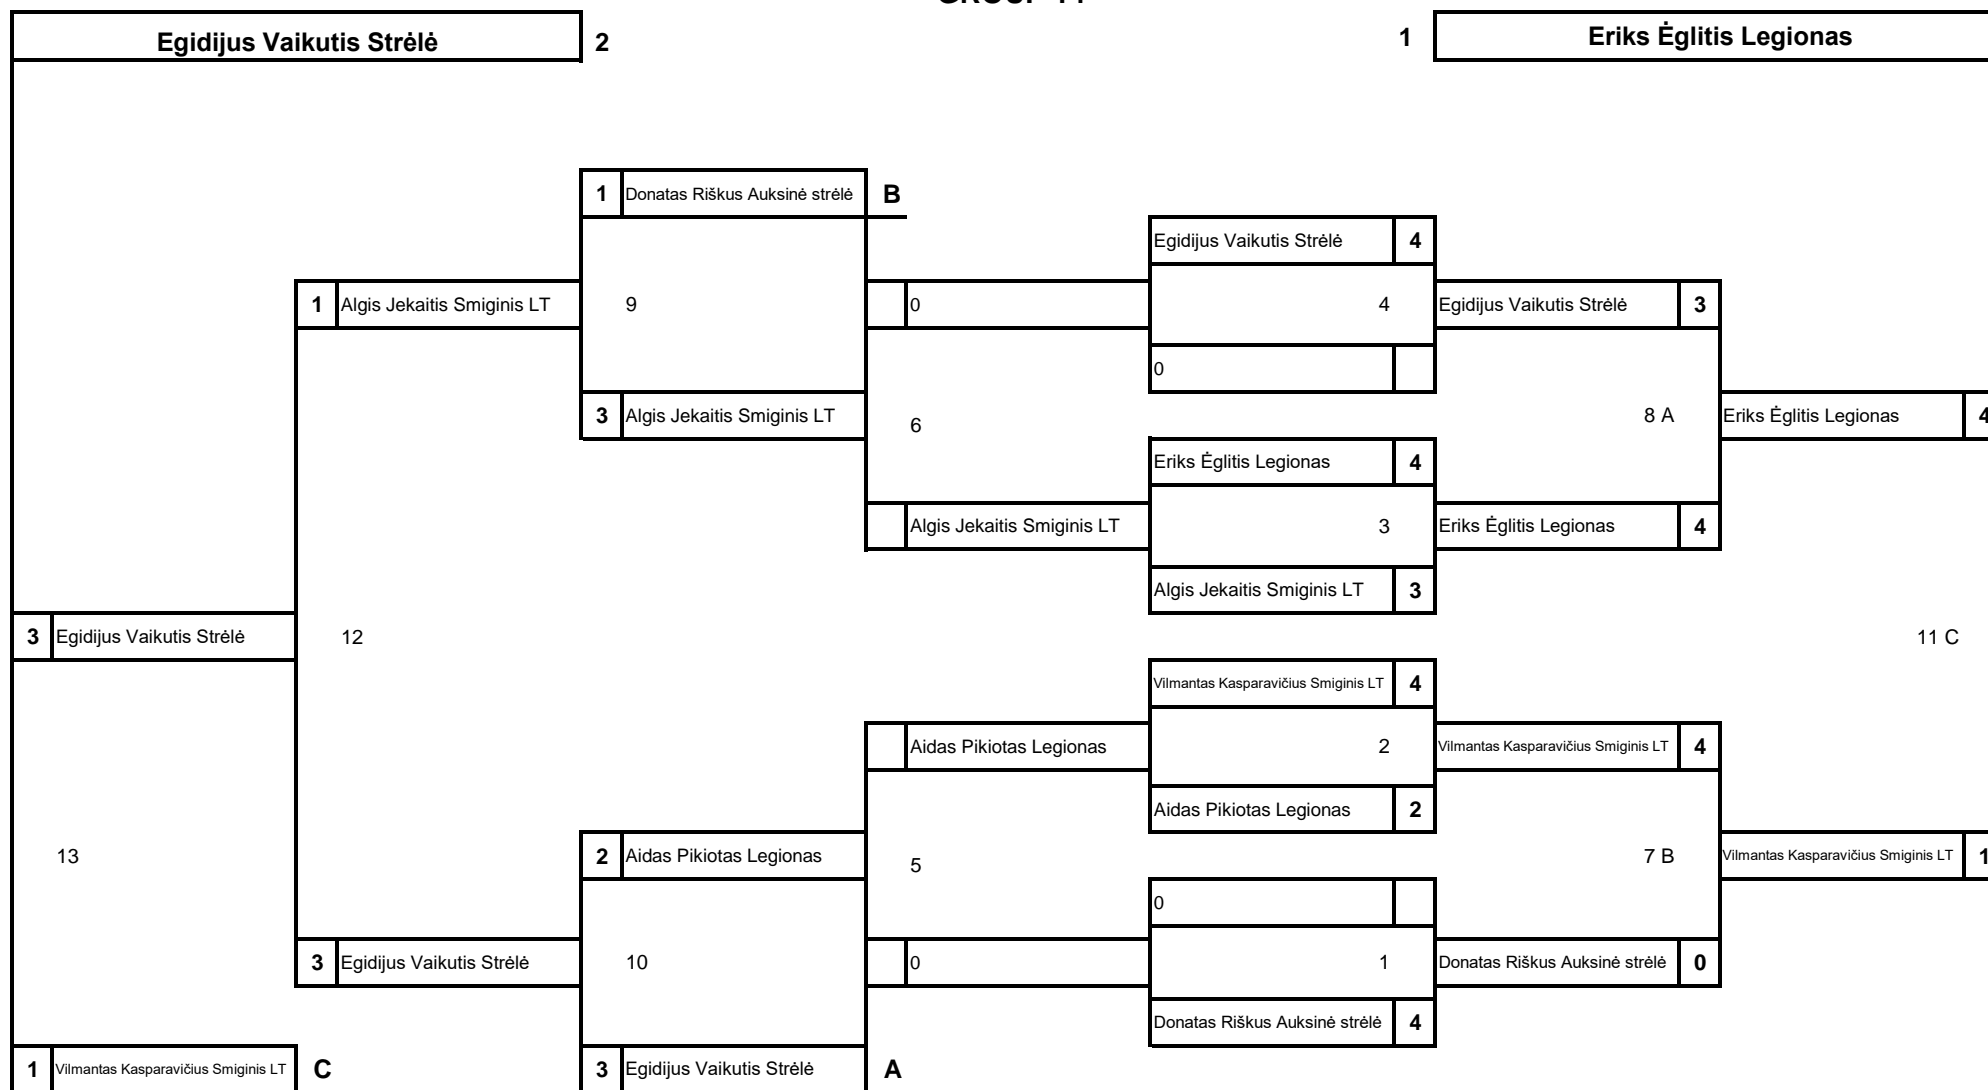 Egidijus Vaikutis Strėlė 2
1 Eriks Ėglitis Legionas
1 Donatas Riškus Auksinė strėlė B
Egidijus Vaikutis Strėlė 4
1 Algis Jekaitis Smiginis LT
9
0
4
Egidijus Vaikutis Strėlė 3
0
3 Algis Jekaitis Smiginis LT
6
8 A
Eriks Ėglitis Legionas 4
Eriks Ėglitis Legionas 4
Algis Jekaitis Smiginis LT
3
Eriks Ėglitis Legionas 4
Algis Jekaitis Smiginis LT 3
3 Egidijus Vaikutis Strėlė
12
11 C
Vilmantas Kasparavičius Smiginis LT 4
Aidas Pikiotas Legionas
2
Vilmantas Kasparavičius Smiginis LT 4
Aidas Pikiotas Legionas 2
13
2 Aidas Pikiotas Legionas
5
7 B
Vilmantas Kasparavičius Smiginis LT 1
0
3 Egidijus Vaikutis Strėlė
10
0
1
Donatas Riškus Auksinė strėlė 0
Donatas Riškus Auksinė strėlė 4
1 Vilmantas Kasparavičius Smiginis LT C
3 Egidijus Vaikutis Strėlė A